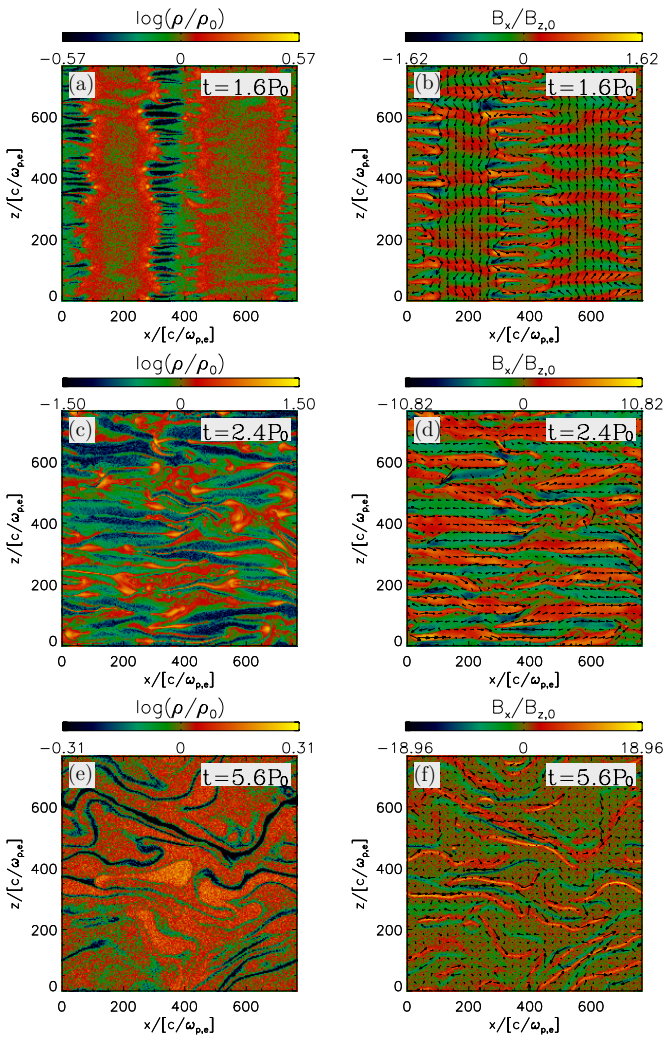 log(ρ/ρ₀) B_x/B_z,0
−0.57 0 0.57 −1.62 0 1.62
(a) t=1.6P₀ (b) t=1.6P₀
600 600
400 400
200 200
0 0
z/[c/ω_p,e] z/[c/ω_p,e]
0 200 400 600 0 200 400 600
x/[c/ω_p,e] x/[c/ω_p,e]
log(ρ/ρ₀) B_x/B_z,0
−1.50 0 1.50 −10.82 0 10.82
(c) t=2.4P₀ (d) t=2.4P₀
600 600
400 400
200 200
0 0
z/[c/ω_p,e] z/[c/ω_p,e]
0 200 400 600 0 200 400 600
x/[c/ω_p,e] x/[c/ω_p,e]
log(ρ/ρ₀) B_x/B_z,0
−0.31 0 0.31 −18.96 0 18.96
(e) t=5.6P₀ (f) t=5.6P₀
600 600
400 400
200 200
0 0
z/[c/ω_p,e] z/[c/ω_p,e]
0 200 400 600 0 200 400 600
x/[c/ω_p,e] x/[c/ω_p,e]